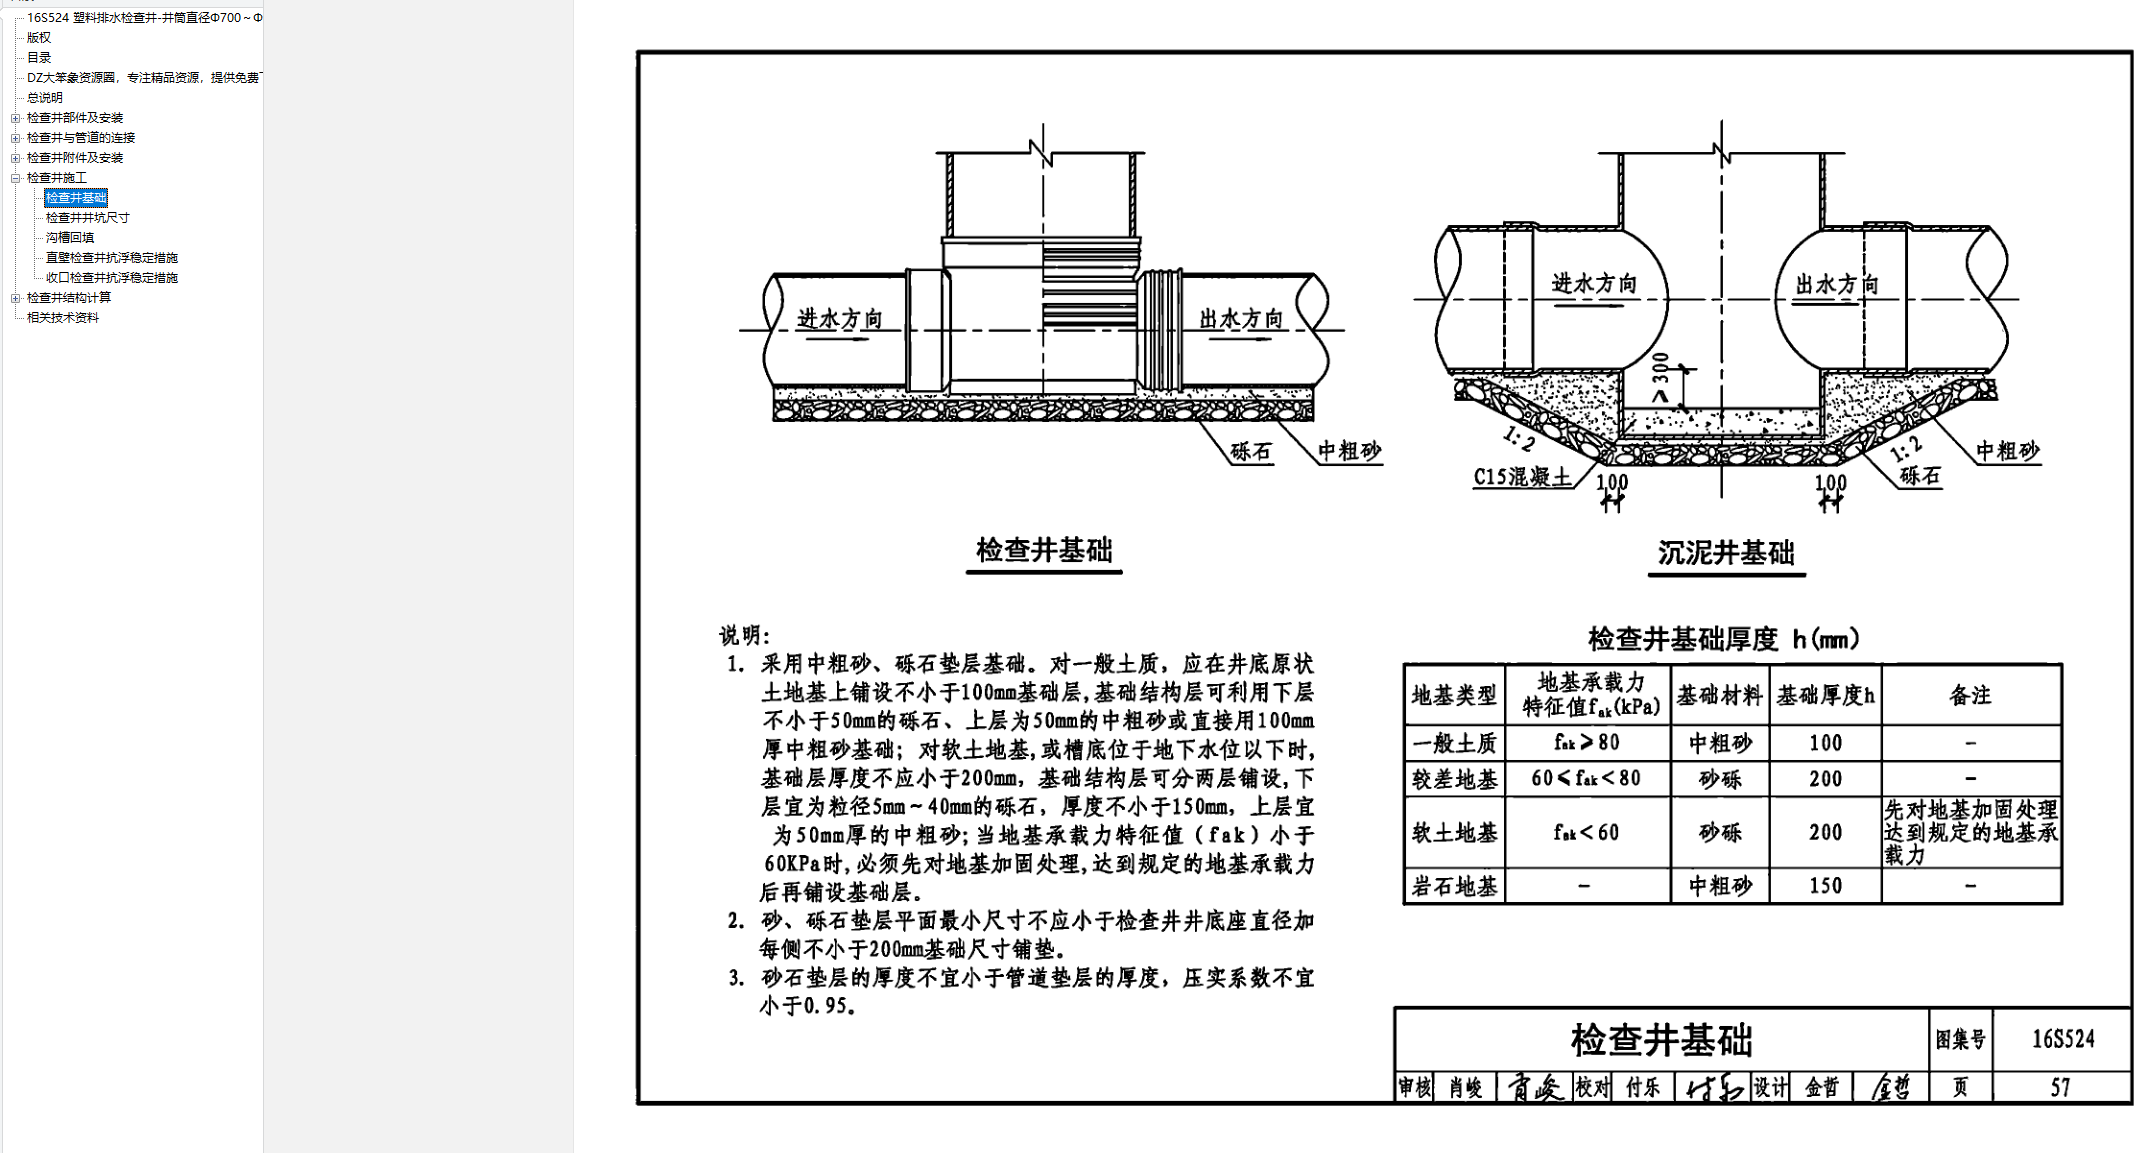 16S524 塑料排水检查井-井筒直径Φ700～Φ
版权
目录
DZ大笨象资源圈，专注精品资源，提供免费下
总说明
检查井部件及安装
检查井与管道的连接
检查井附件及安装
检查井施工
检查井基础
检查井井坑尺寸
沟槽回填
直壁检查井抗浮稳定措施
收口检查井抗浮稳定措施
检查井结构计算
相关技术资料
进水方向
出水方向
砾石
中粗砂
检查井基础
进水方向
出水方向
≥300
1:2
1:2
中粗砂
C15混凝土
100
100
砾石
沉泥井基础
说明:
1. 采用中粗砂、砾石垫层基础。对一般土质，应在井底原状
土地基上铺设不小于100mm基础层,基础结构层可利用下层
不小于50mm的砾石、上层为50mm的中粗砂或直接用100mm
厚中粗砂基础；对软土地基,或槽底位于地下水位以下时,
基础层厚度不应小于200mm，基础结构层可分两层铺设,下
层宜为粒径5mm～40mm的砾石，厚度不小于150mm，上层宜
为50mm厚的中粗砂;当地基承载力特征值（fak）小于
60KPa时,必须先对地基加固处理,达到规定的地基承载力
后再铺设基础层。
2. 砂、砾石垫层平面最小尺寸不应小于检查井井底座直径加
每侧不小于200mm基础尺寸铺垫。
3. 砂石垫层的厚度不宜小于管道垫层的厚度，压实系数不宜
小于0.95。
检查井基础厚度 h(mm)
地基类型 地基承载力特征值fak(kPa) 基础材料 基础厚度h 备注
一般土质 fak≥80 中粗砂 100 -
较差地基 60≤fak<80 砂砾 200 -
软土地基 fak<60 砂砾 200 先对地基加固处理达到规定的地基承载力
岩石地基 - 中粗砂 150 -
检查井基础 图集号 16S524
审核 肖峻 肖峻 校对 付乐 付乐 设计 金哲 金哲 页 57